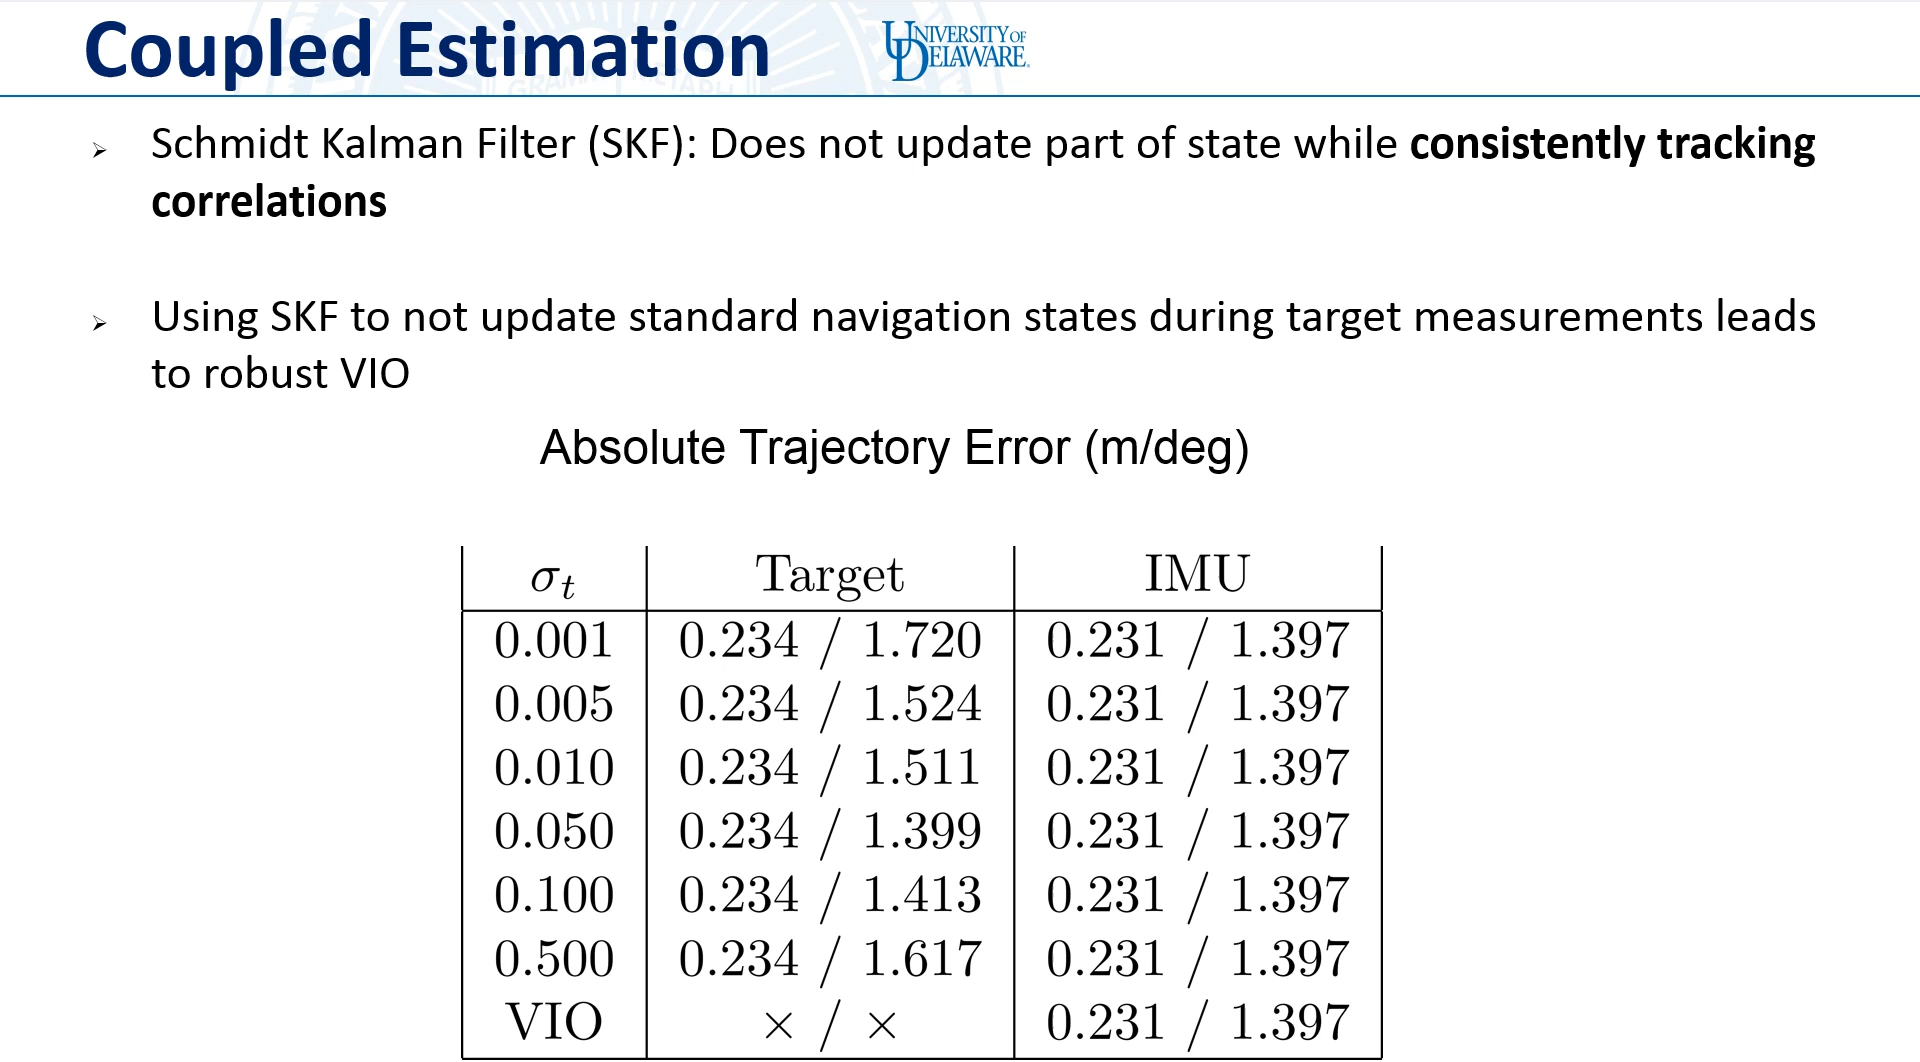 Coupled Estimation
UNIVERSITY OF
DELAWARE.
Schmidt Kalman Filter (SKF): Does not update part of state while consistently tracking
correlations
Using SKF to not update standard navigation states during target measurements leads
to robust VIO
Absolute Trajectory Error (m/deg)
σt Target IMU
0.001 0.234 / 1.720 0.231 / 1.397
0.005 0.234 / 1.524 0.231 / 1.397
0.010 0.234 / 1.511 0.231 / 1.397
0.050 0.234 / 1.399 0.231 / 1.397
0.100 0.234 / 1.413 0.231 / 1.397
0.500 0.234 / 1.617 0.231 / 1.397
VIO × / × 0.231 / 1.397